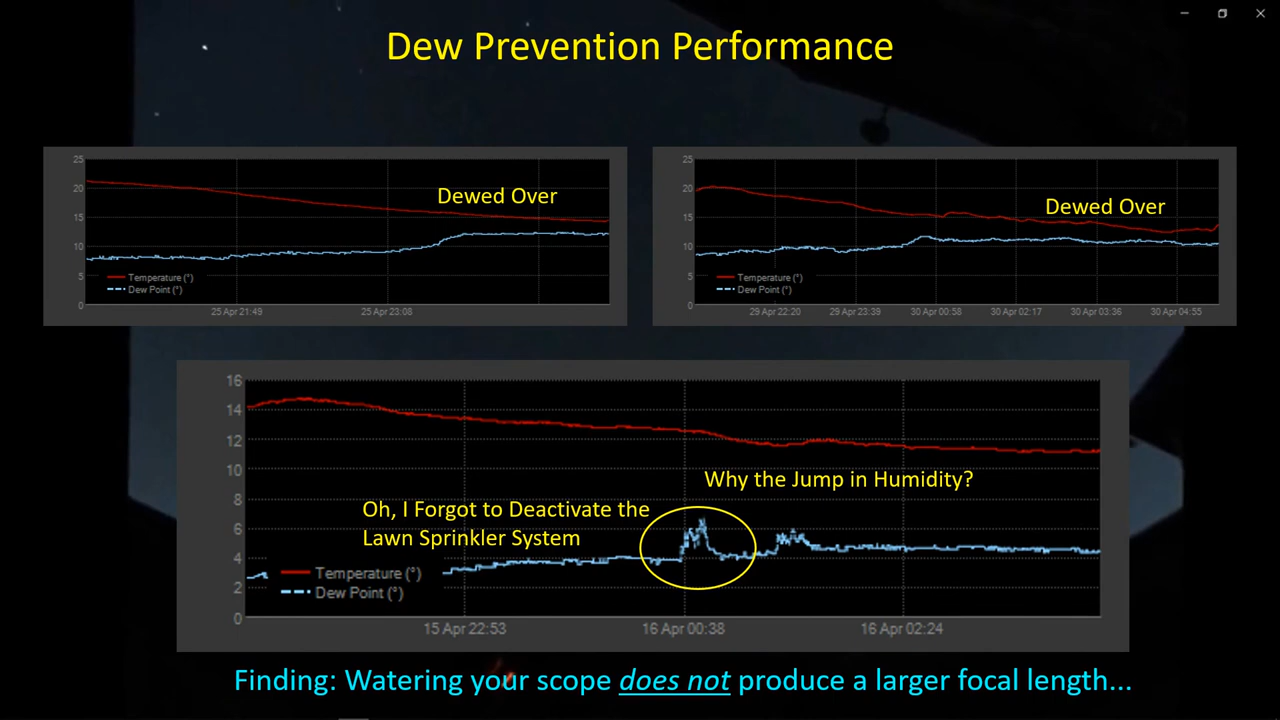 Dew Prevention Performance
25
20
15
10
5
0
Dewed Over
Temperature (°)
Dew Point (°)
25 Apr 21:49
25 Apr 23:08
25
20
15
10
5
0
Dewed Over
Temperature (°)
Dew Point (°)
29 Apr 22:20
29 Apr 23:39
30 Apr 00:58
30 Apr 02:17
30 Apr 03:36
30 Apr 04:55
16
14
12
10
8
6
4
2
0
Why the Jump in Humidity?
Oh, I Forgot to Deactivate the
Lawn Sprinkler System
Temperature (°)
Dew Point (°)
15 Apr 22:53
16 Apr 00:38
16 Apr 02:24
Finding: Watering your scope does not produce a larger focal length...